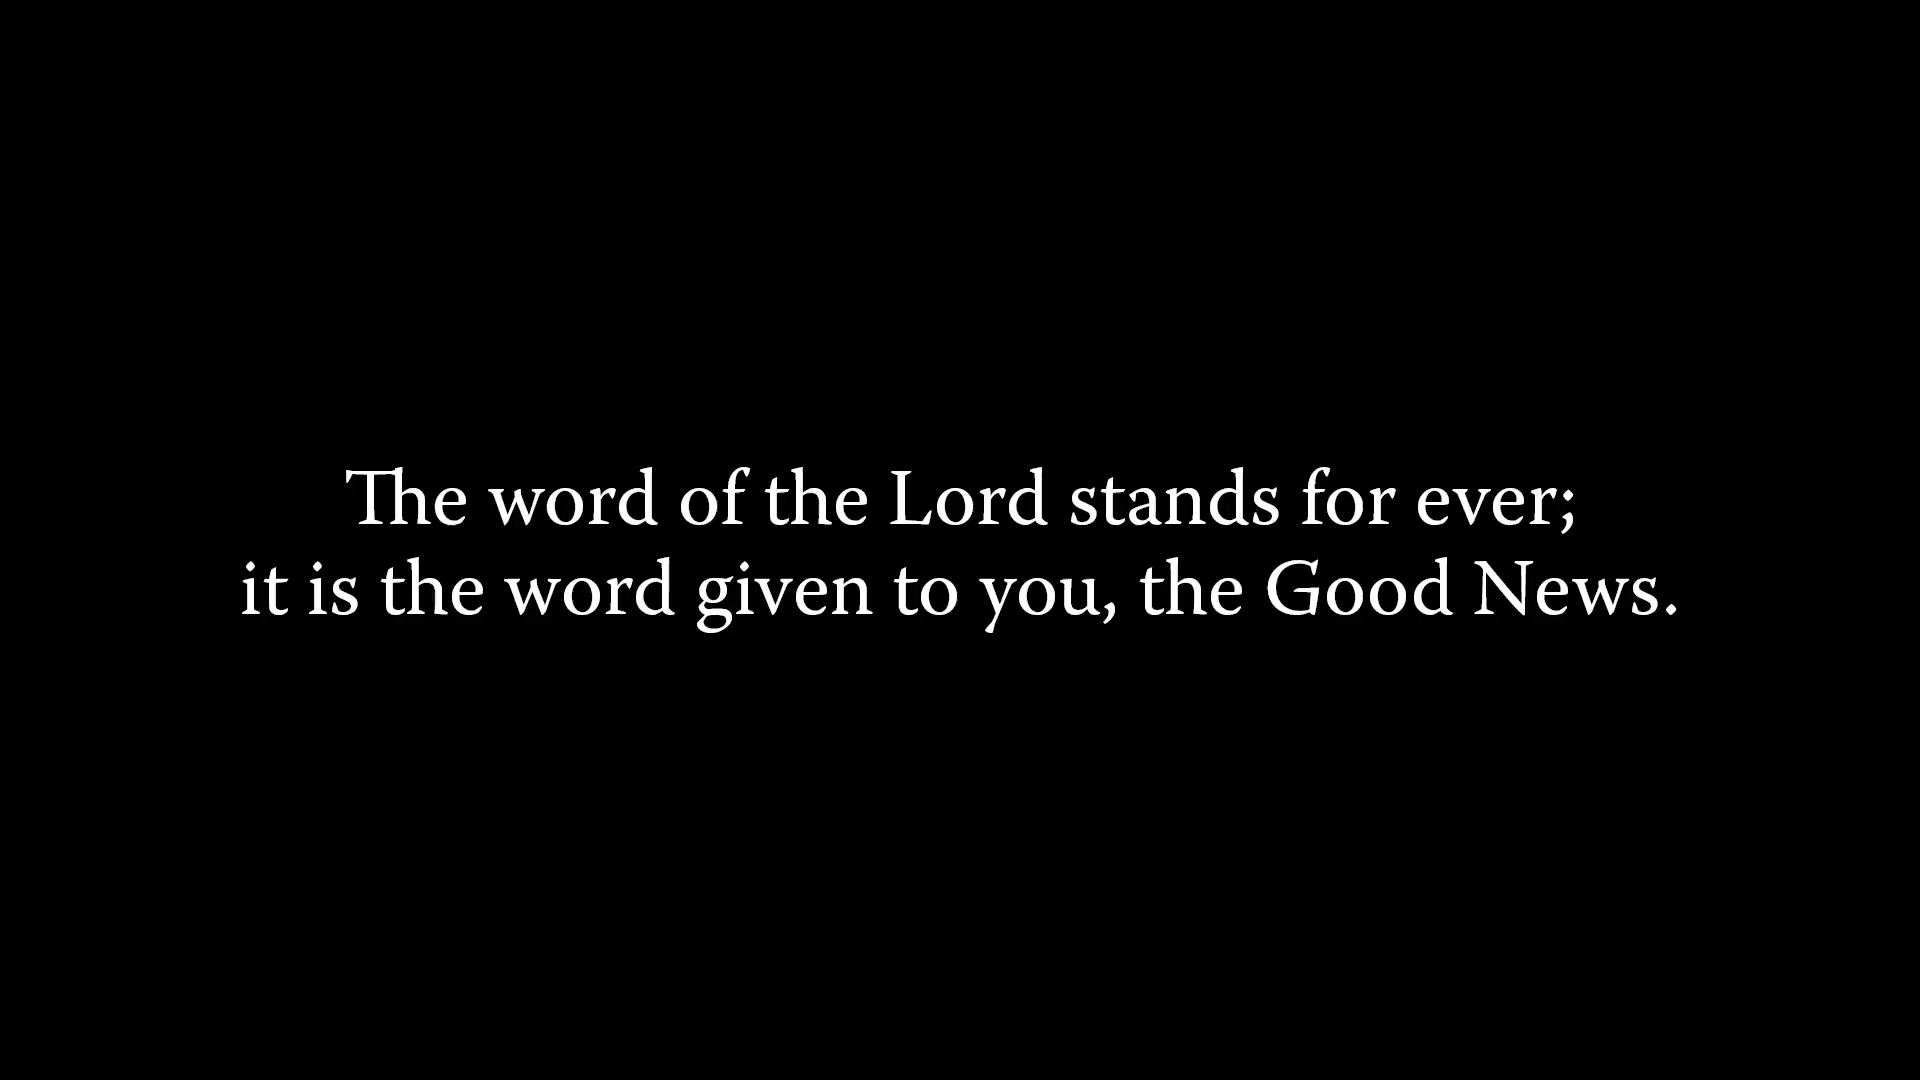 The word of the Lord stands for ever;
it is the word given to you, the Good News.